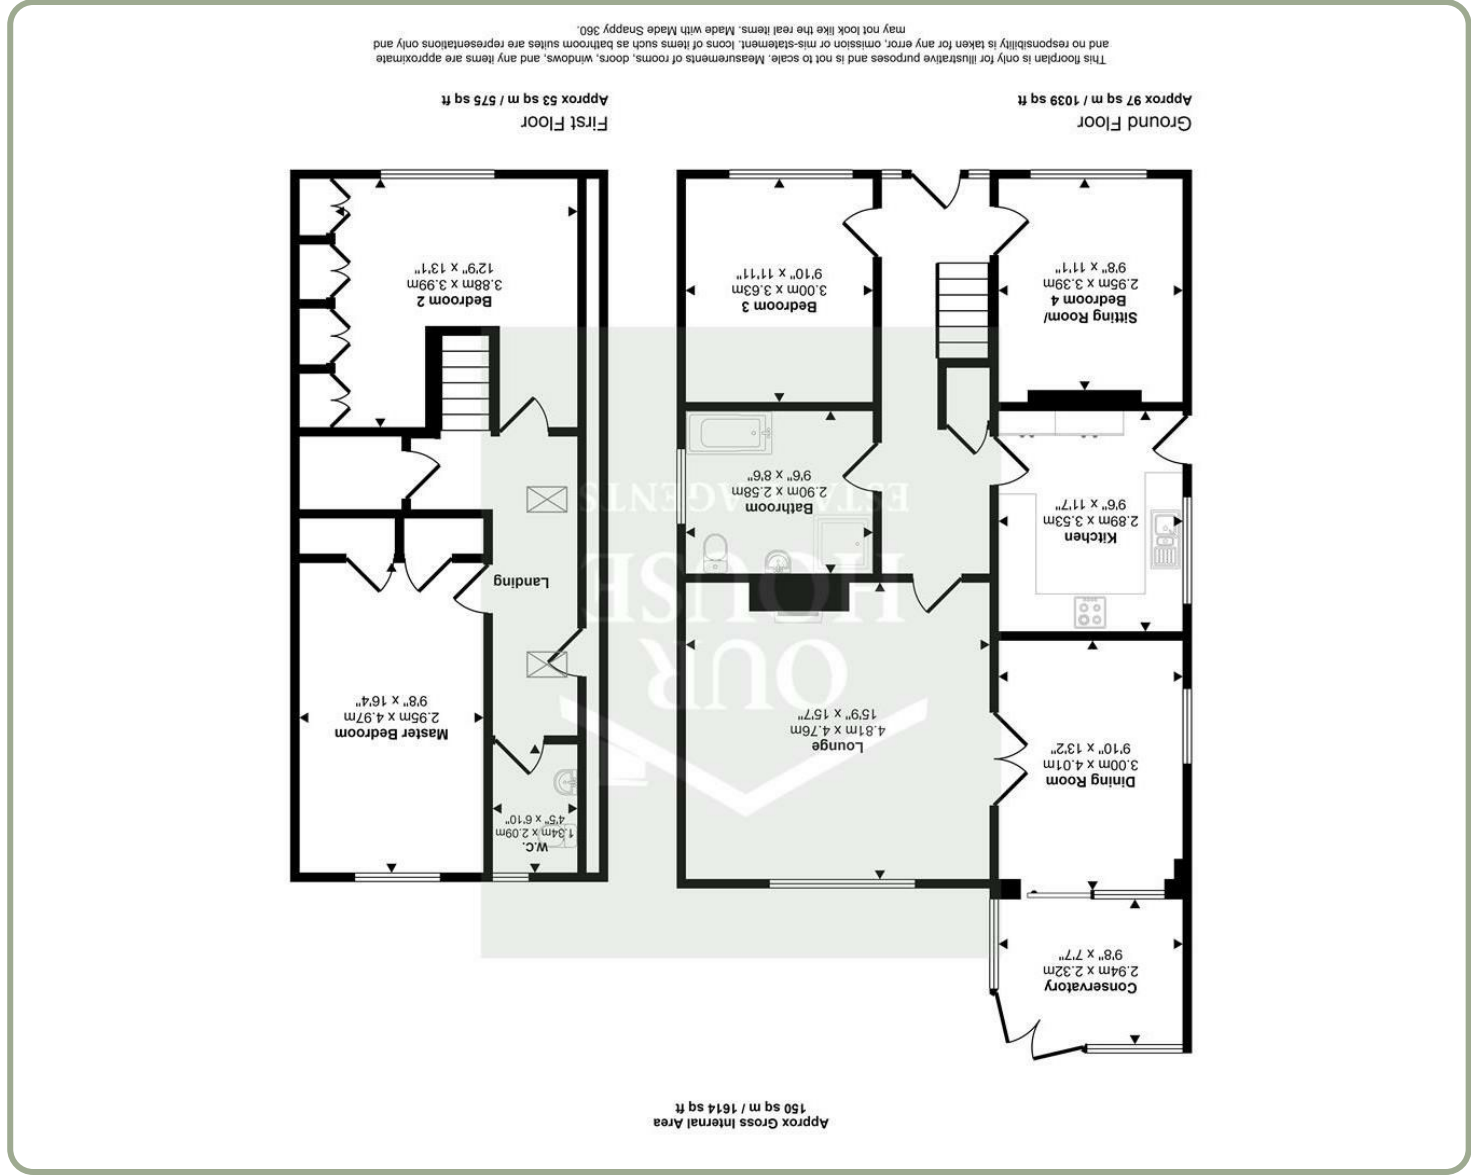 Approx Gross Internal Area
150 sq m / 1614 sq ft
Conservatory
2.94m x 2.32m
9'8" x 7'7"
Dining Room
3.00m x 4.01m
9'10" x 13'2"
Lounge
4.81m x 4.76m
15'9" x 15'7"
Kitchen
2.89m x 3.53m
9'6" x 11'7"
Bathroom
2.90m x 2.58m
9'6" x 8'6"
Sitting Room/
Bedroom 4
2.95m x 3.39m
9'8" x 11'1"
Bedroom 3
3.00m x 3.63m
9'10" x 11'11"
Ground Floor
Approx 97 sq m / 1039 sq ft
W.C.
1.34m x 2.09m
4'5" x 6'10"
Master Bedroom
2.95m x 4.97m
9'8" x 16'4"
Landing
Bedroom 2
3.88m x 3.99m
12'9" x 13'1"
First Floor
Approx 53 sq m / 575 sq ft
OUR
HOUSE
ESTATE AGENTS
This floorplan is only for illustrative purposes and is not to scale. Measurements of rooms, doors, windows, and any items are approximate
and no responsibility is taken for any error, omission or mis-statement. Icons of items such as bathroom suites are representations only and
may not look like the real items. Made with Made Snappy 360.